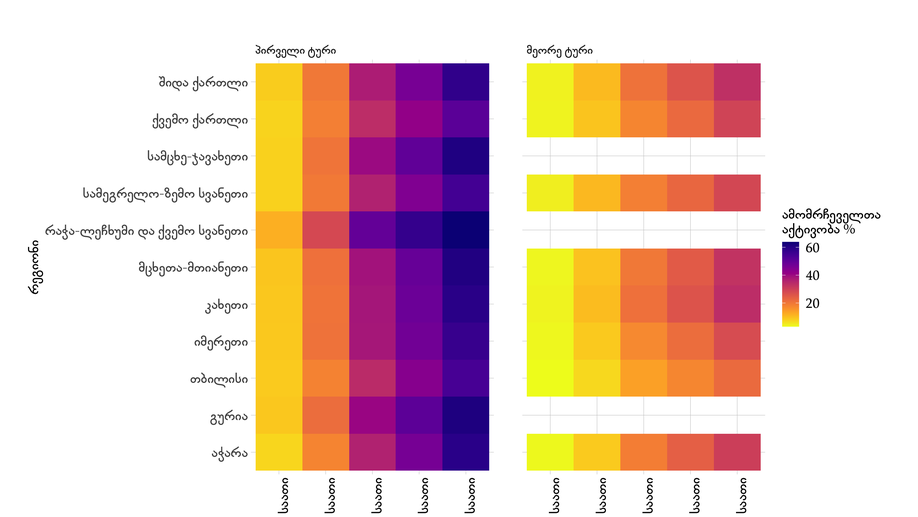 პირველი ტური
მეორე ტური
შიდა ქართლი
ქვემო ქართლი
სამცხე-ჯავახეთი
სამეგრელო-ზემო სვანეთი
რაჭა-ლეჩხუმი და ქვემო სვანეთი
მცხეთა-მთიანეთი
კახეთი
იმერეთი
თბილისი
გურია
აჭარა
რეგიონი
ამომრჩეველთა
აქტივობა %
60
40
20
საათი
საათი
საათი
საათი
საათი
საათი
საათი
საათი
საათი
საათი